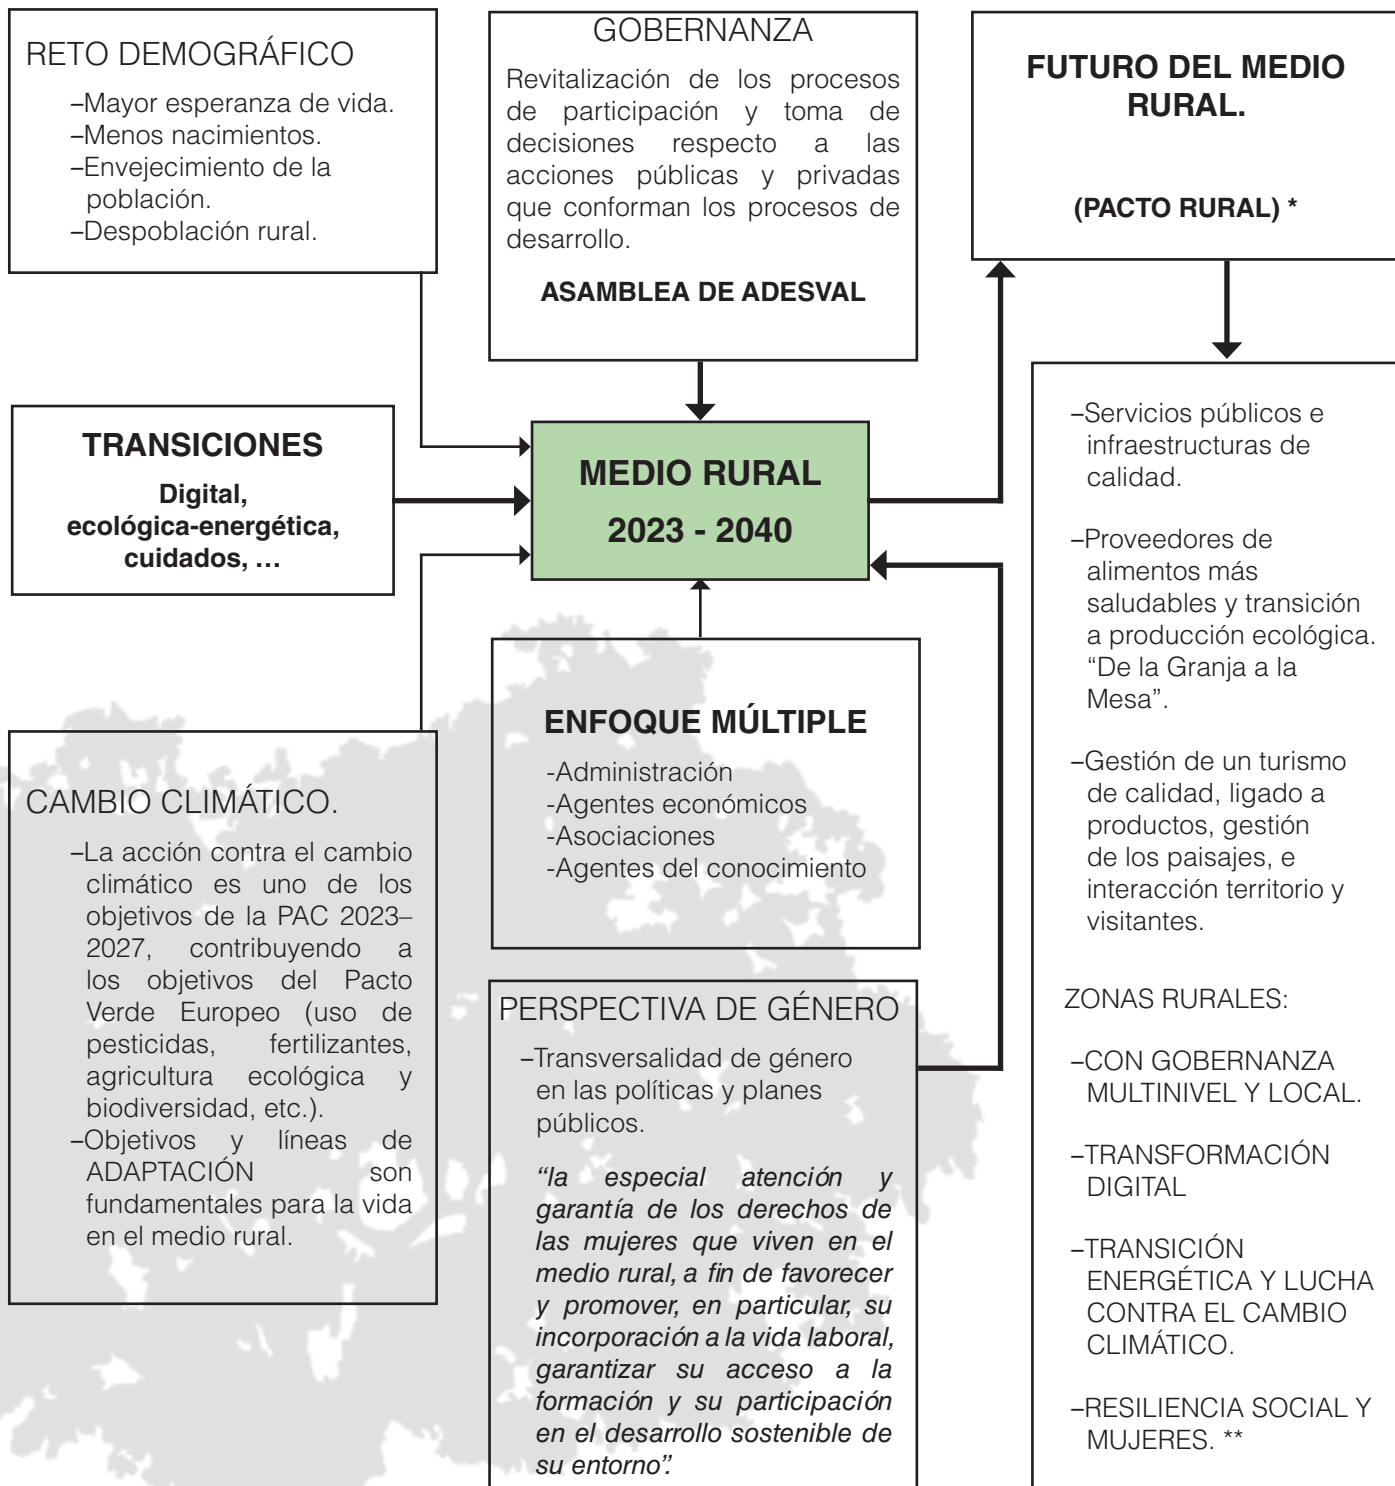 RETO DEMOGRÁFICO
–Mayor esperanza de vida.
–Menos nacimientos.
–Envejecimiento de la
población.
–Despoblación rural.
GOBERNANZA
Revitalización de los procesos
de participación y toma de
decisiones respecto a las
acciones públicas y privadas
que conforman los procesos de
desarrollo.
ASAMBLEA DE ADESVAL
FUTURO DEL MEDIO
RURAL.
(PACTO RURAL) *
TRANSICIONES
Digital,
ecológica-energética,
cuidados, …
MEDIO RURAL
2023 - 2040
ENFOQUE MÚLTIPLE
-Administración
-Agentes económicos
-Asociaciones
-Agentes del conocimiento
CAMBIO CLIMÁTICO.
–La acción contra el cambio
climático es uno de los
objetivos de la PAC 2023–
2027, contribuyendo a
los objetivos del Pacto
Verde Europeo (uso de
pesticidas, fertilizantes,
agricultura ecológica y
biodiversidad, etc.).
–Objetivos y líneas de
ADAPTACIÓN son
fundamentales para la vida
en el medio rural.
PERSPECTIVA DE GÉNERO
–Transversalidad de género
en las políticas y planes
públicos.
“la especial atención y
garantía de los derechos de
las mujeres que viven en el
medio rural, a fin de favorecer
y promover, en particular, su
incorporación a la vida laboral,
garantizar su acceso a la
formación y su participación
en el desarrollo sostenible de
su entorno”.
–Servicios públicos e
infraestructuras de
calidad.
–Proveedores de
alimentos más
saludables y transición
a producción ecológica.
“De la Granja a la
Mesa”.
–Gestión de un turismo
de calidad, ligado a
productos, gestión
de los paisajes, e
interacción territorio y
visitantes.
ZONAS RURALES:
–CON GOBERNANZA
MULTINIVEL Y LOCAL.
–TRANSFORMACIÓN
DIGITAL
–TRANSICIÓN
ENERGÉTICA Y LUCHA
CONTRA EL CAMBIO
CLIMÁTICO.
–RESILIENCIA SOCIAL Y
MUJERES. **